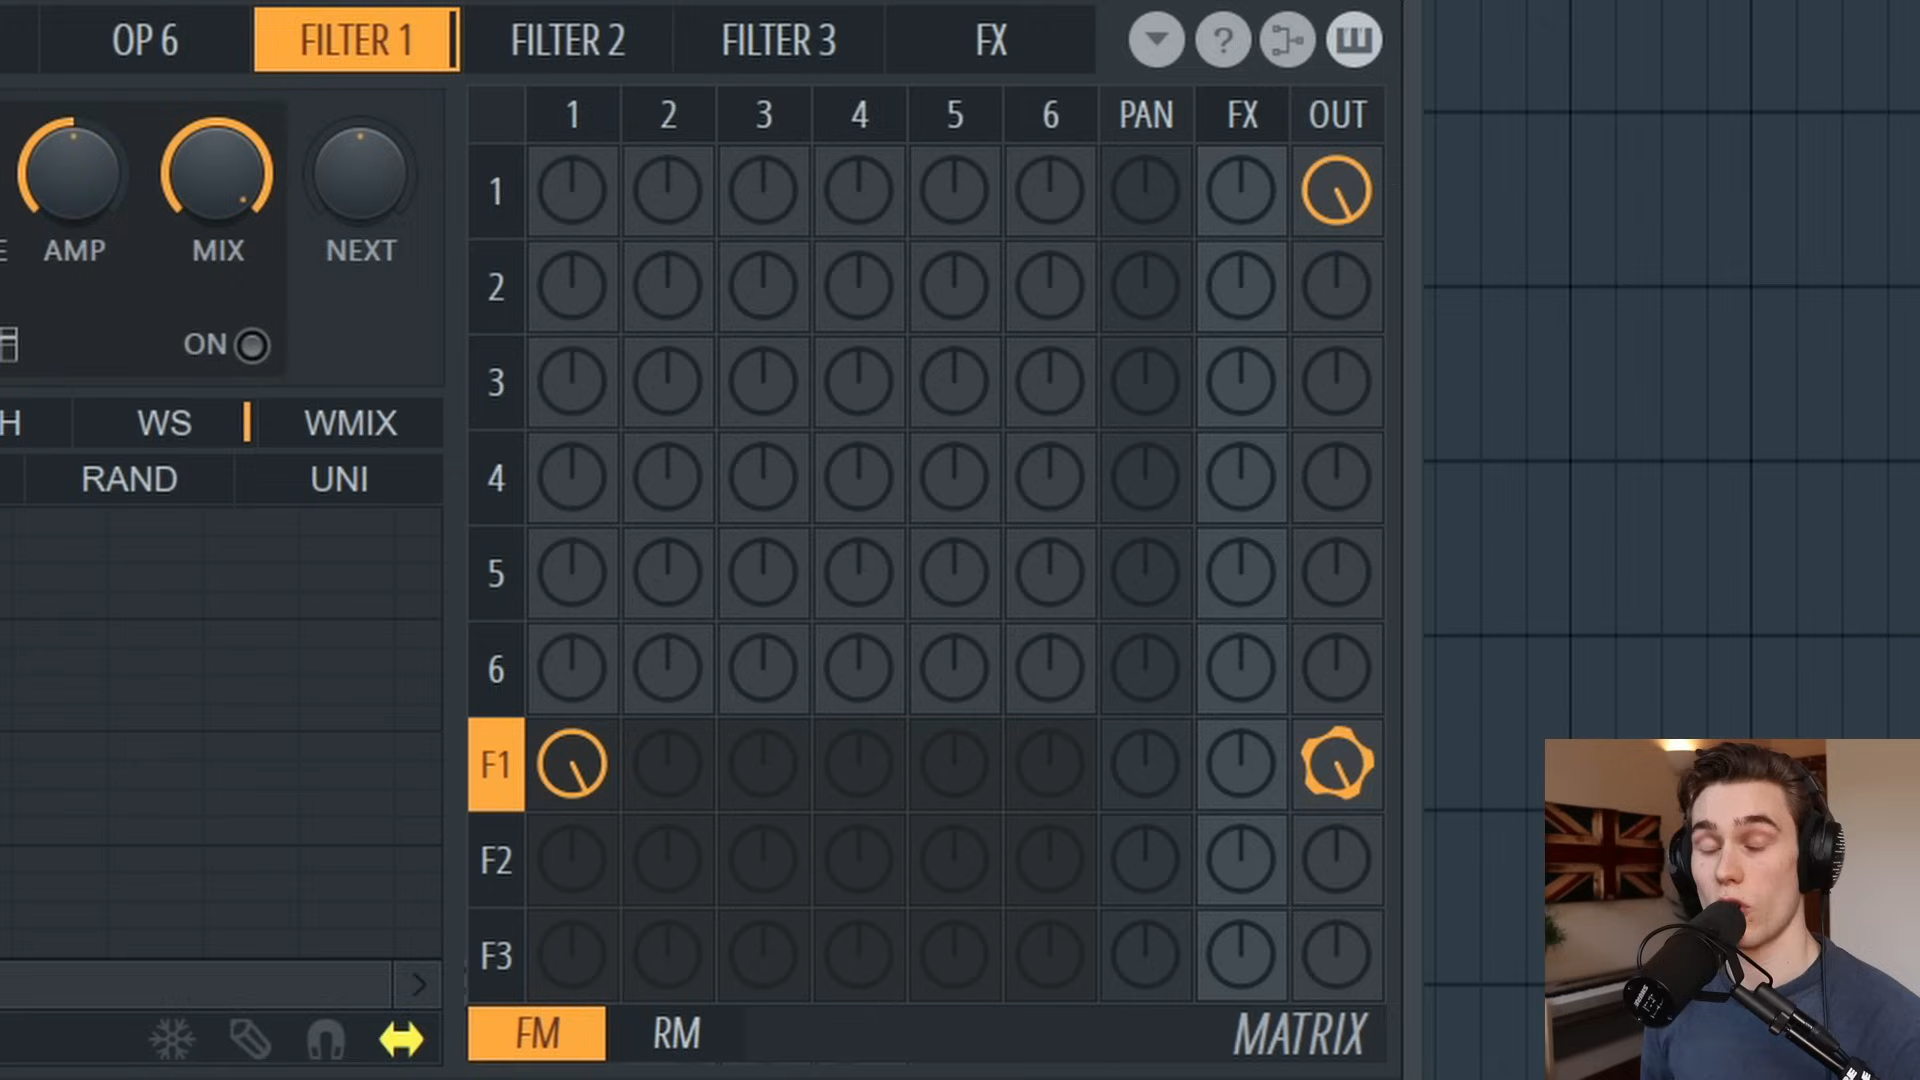 OP 6 FILTER 1 FILTER 2 FILTER 3 FX ?
1 2 3 4 5 6 PAN FX OUT
AMP MIX NEXT
ON
H WS WMIX
RAND UNI
1
2
3
4
5
6
F1
F2
F3
FM RM MATRIX